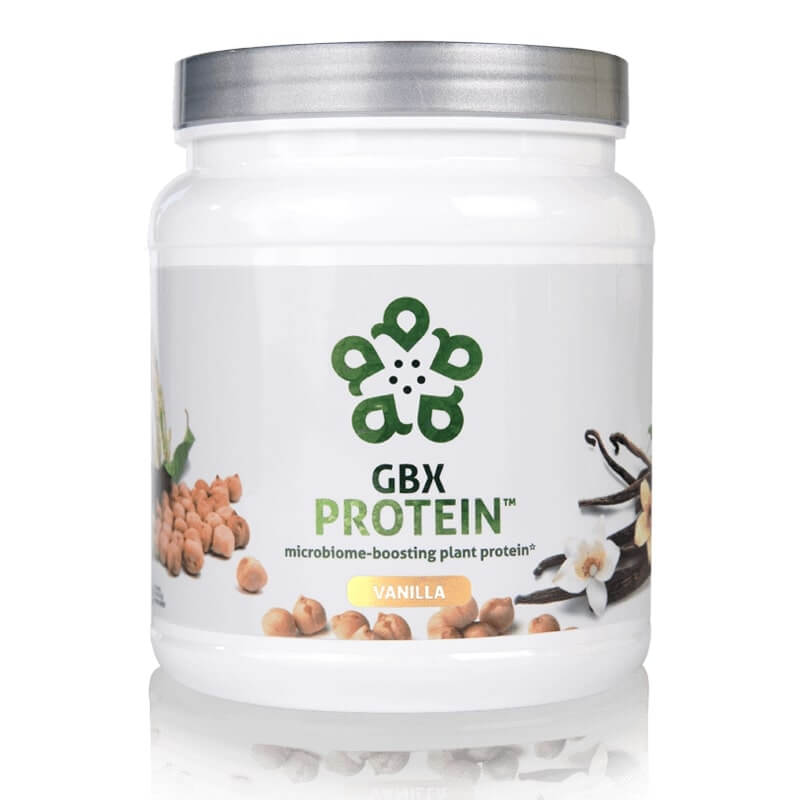 GBX
PROTEIN™
microbiome-boosting plant protein*
VANILLA